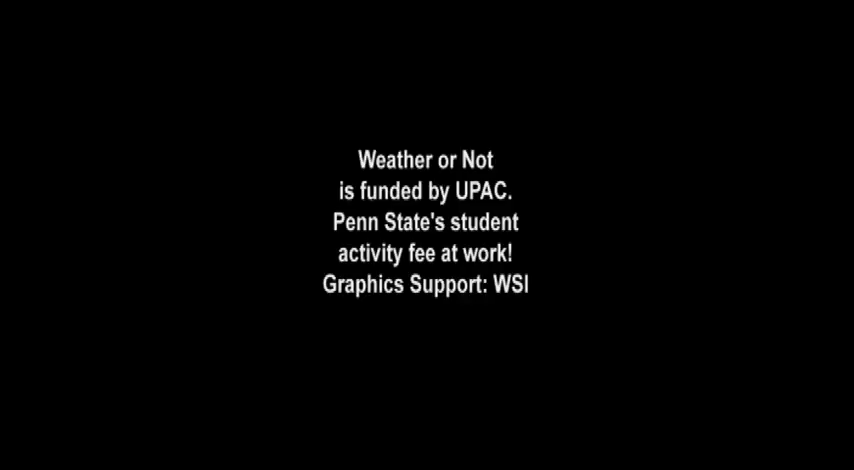 Weather or Not
is funded by UPAC.
Penn State's student
activity fee at work!
Graphics Support: WSI